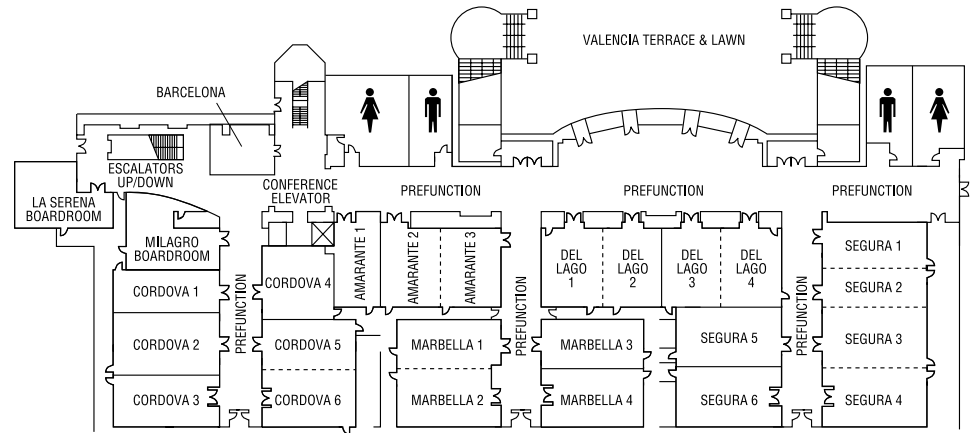 VALENCIA TERRACE & LAWN
BARCELONA
ESCALATORS
UP/DOWN
CONFERENCE
ELEVATOR
PREFUNCTION
PREFUNCTION
PREFUNCTION
LA SERENA
BOARDROOM
MILAGRO
BOARDROOM
CORDOVA 1
CORDOVA 2
CORDOVA 3
PREFUNCTION
CORDOVA 4
CORDOVA 5
CORDOVA 6
AMARANTE 1
AMARANTE 2
AMARANTE 3
MARBELLA 1
MARBELLA 2
PREFUNCTION
DEL
LAGO
1
DEL
LAGO
2
DEL
LAGO
3
DEL
LAGO
4
MARBELLA 3
MARBELLA 4
SEGURA 5
SEGURA 6
PREFUNCTION
SEGURA 1
SEGURA 2
SEGURA 3
SEGURA 4